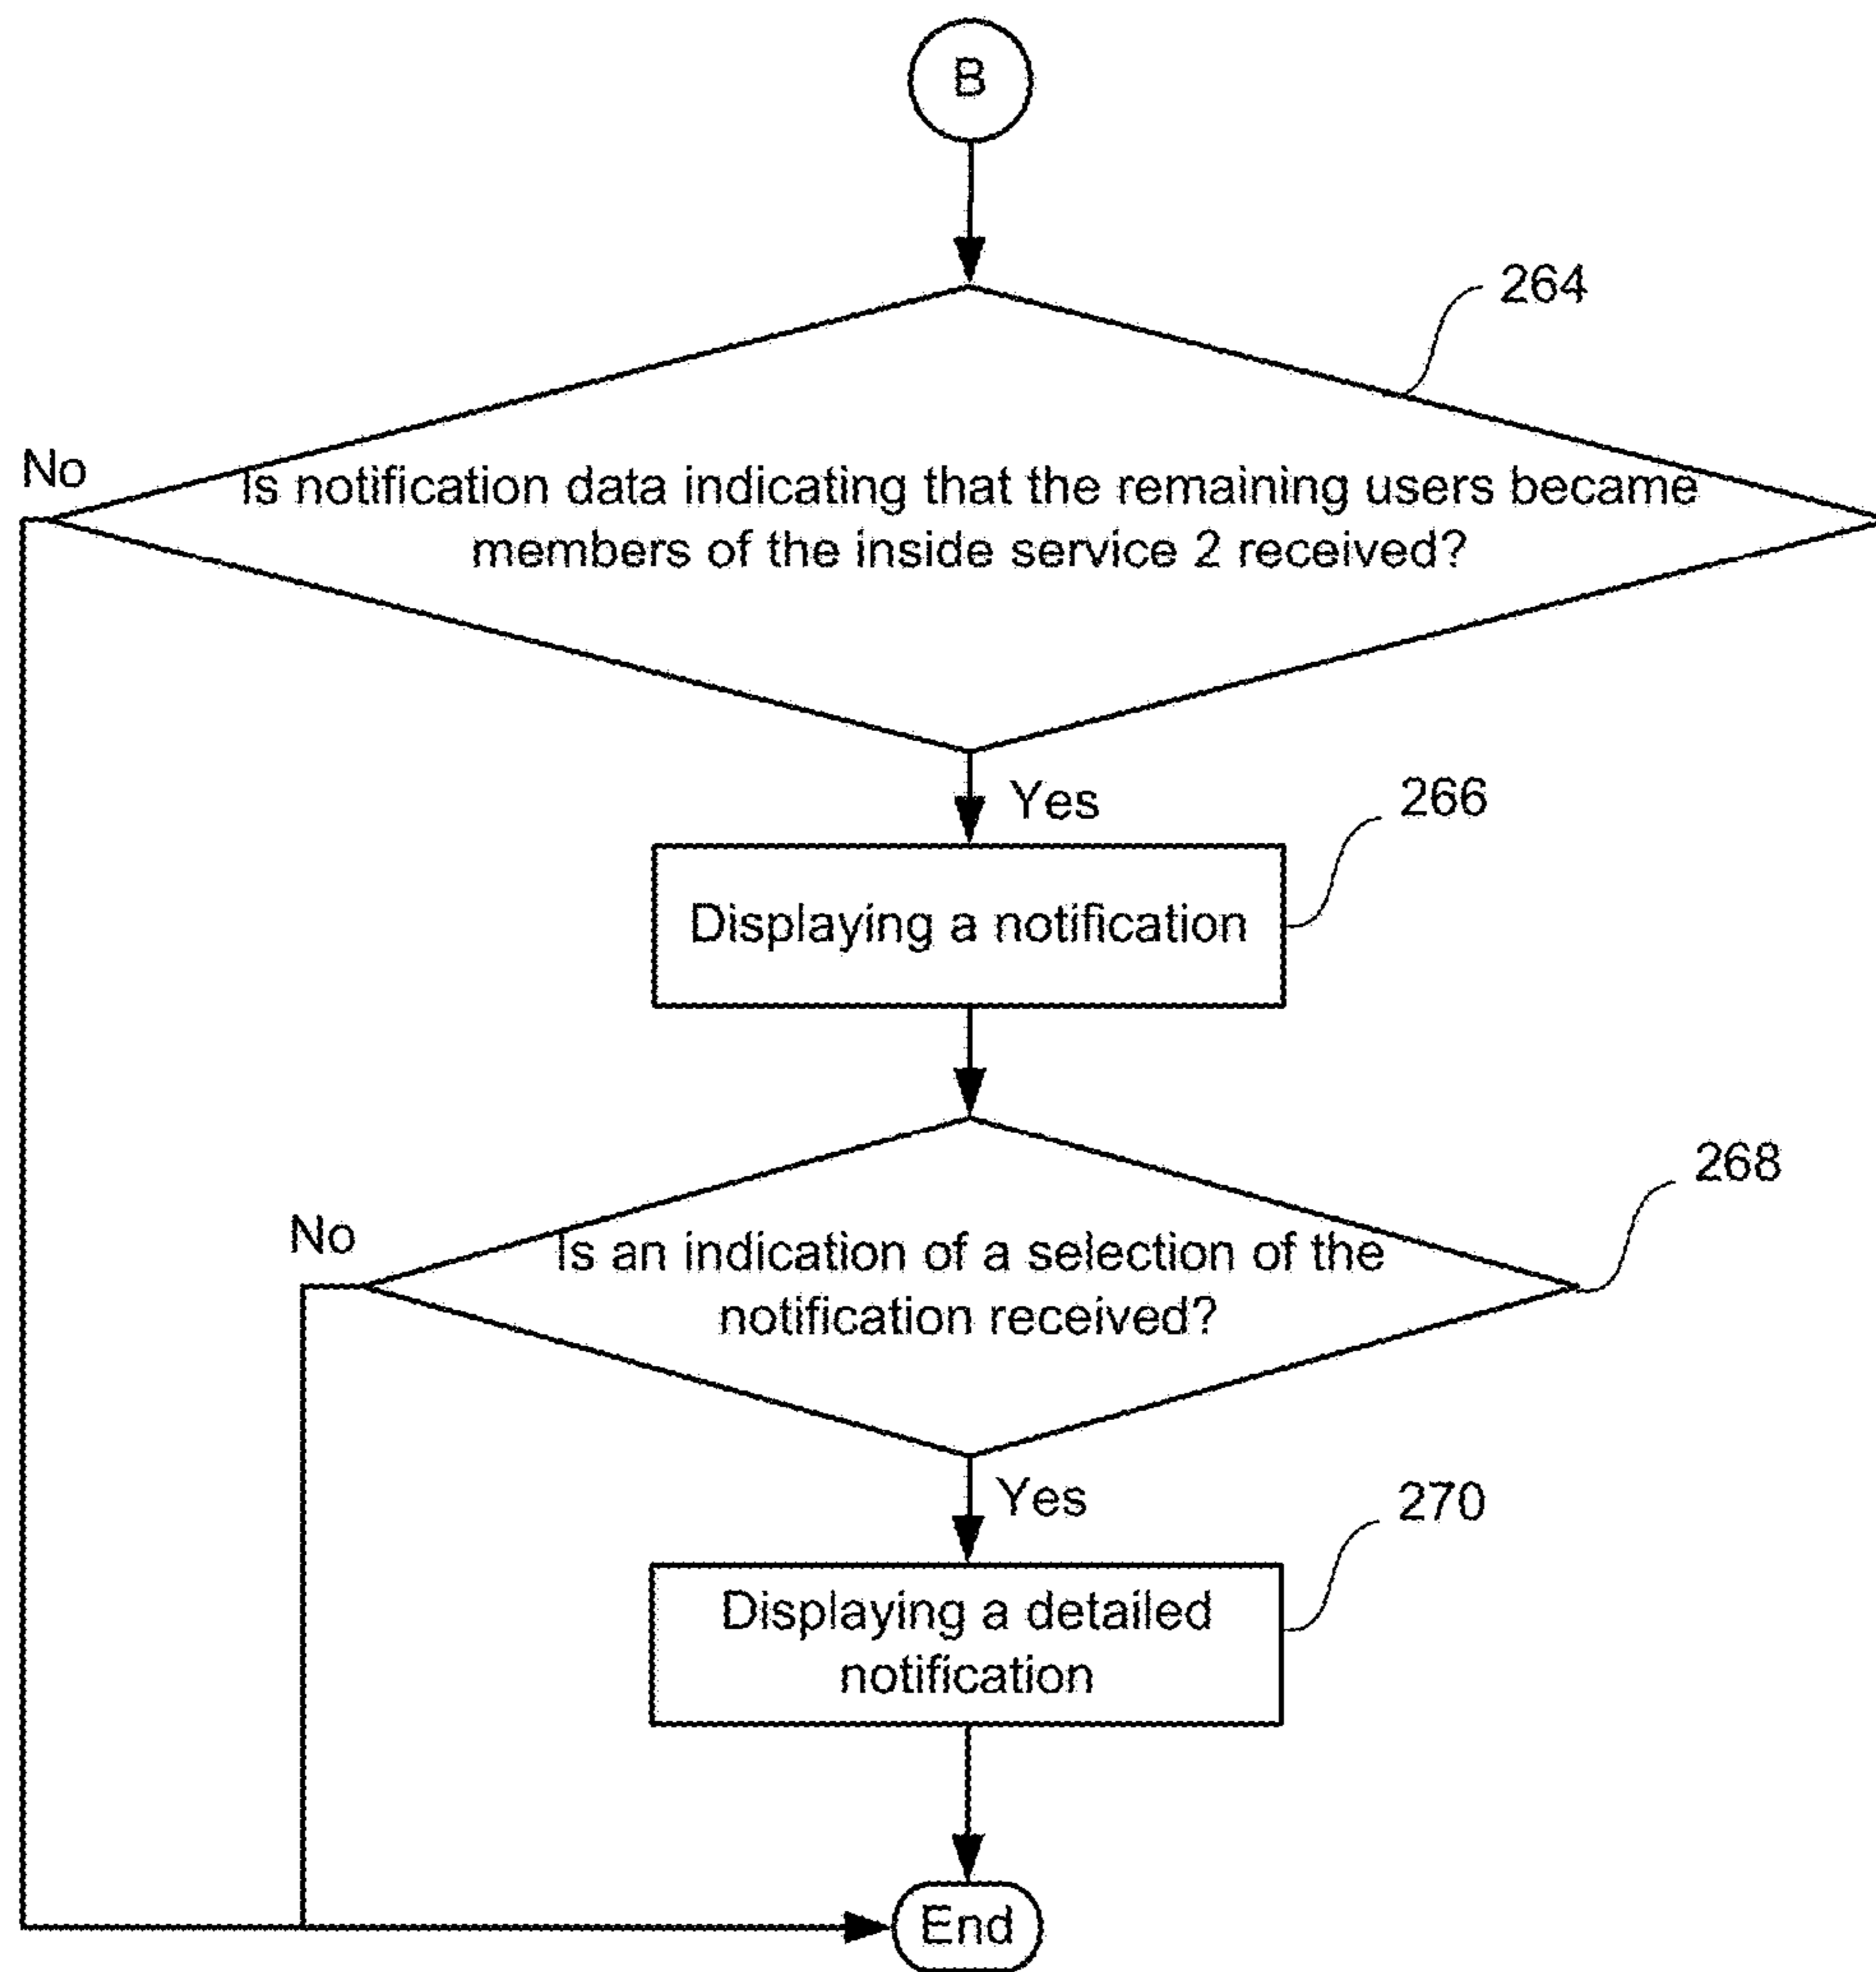 B
264
No
Is notification data indicating that the remaining users became
members of the inside service 2 received?
Yes
266
Displaying a notification
268
No
Is an indication of a selection of the
notification received?
Yes
270
Displaying a detailed
notification
End